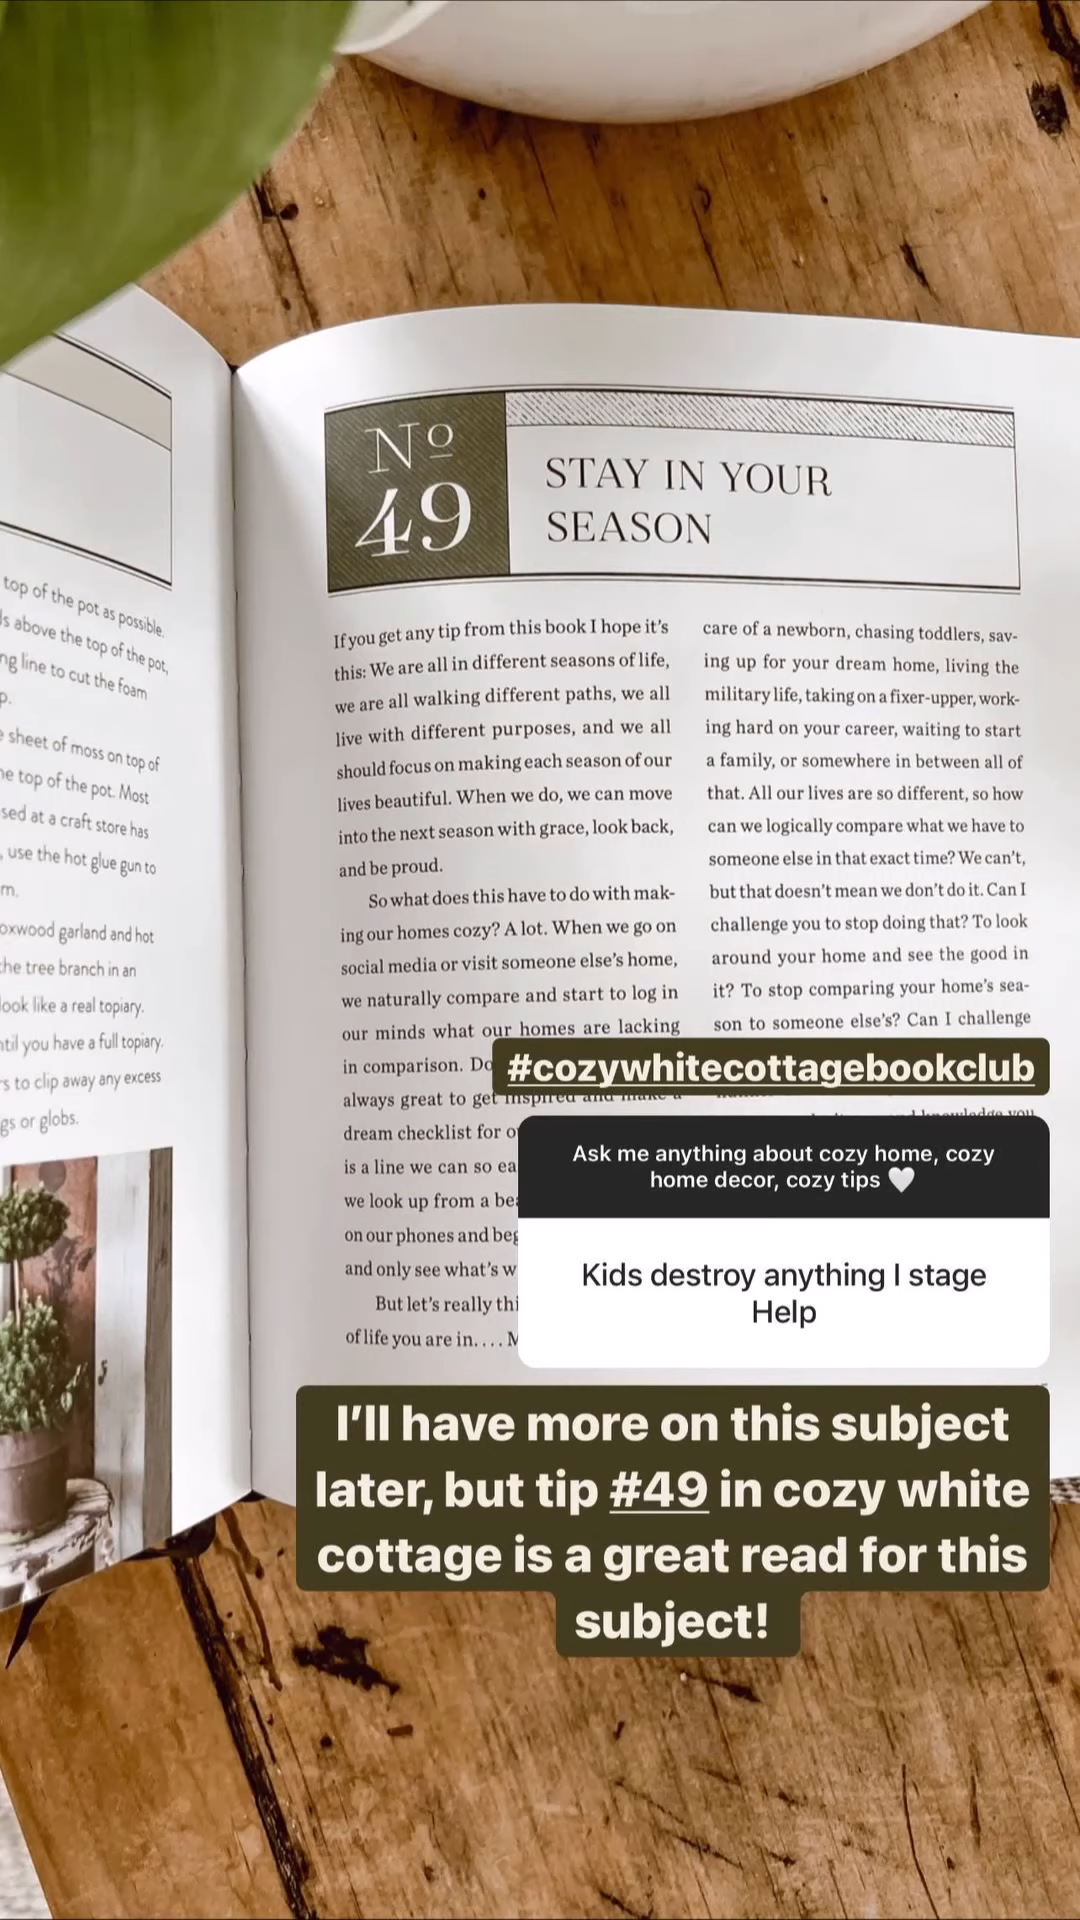 top of the pot as possible.
above the top of the pot,
line to cut the foam
sheet of moss on top of
top of the pot. Most
at a craft store has
, use the hot glue gun to
garland and hot
the tree branch in an
look like a real topiary.
you have a full topiary.
to clip away any excess
or globs.
Nº
49
STAY IN YOUR
SEASON
If you get any tip from this book I hope it's
this: We are all in different seasons of life,
we are all walking different paths, we all
live with different purposes, and we all
should focus on making each season of our
lives beautiful. When we do, we can move
into the next season with grace, look back,
and be proud.
So what does this have to do with mak-
ing our homes cozy? A lot. When we go on
social media or visit someone else's home,
we naturally compare and start to log in
our minds what our homes are lacking
in comparison.
always great to get inspired and make a
dream checklist for
is a line we can so
we look up from a
on our phones and
and only see what's
But let's really
of life you are in....
care of a newborn, chasing toddlers, sav-
ing up for your dream home, living the
military life, taking on a fixer-upper, work-
ing hard on your career, waiting to start
a family, or somewhere in between all of
that. All our lives are so different, so how
can we logically compare what we have to
someone else in that exact time? We can't,
but that doesn't mean we don't do it. Can I
challenge you to stop doing that? To look
around your home and see the good in
it? To stop comparing your home's sea-
son to someone else's? Can I challenge
#cozywhitecottagebookclub
Ask me anything about cozy home, cozy
home decor, cozy tips 🤍
Kids destroy anything I stage
Help
I'll have more on this subject
later, but tip #49 in cozy white
cottage is a great read for this
subject!